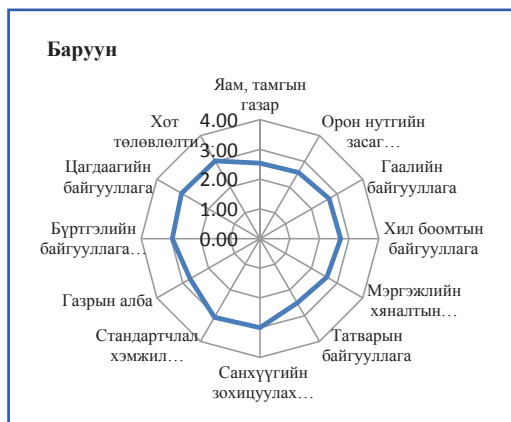 Баруун
Яам, тамгын
газар
Орон нутгийн
засаг…
Гаалийн
байгууллага
Хил боомтын
байгууллага
Мэргэжлийн
хяналтын…
Татварын
байгууллага
Санхүүгийн
зохицуулах…
Стандартчлал
хэмжил…
Газрын алба
Бүртгэлийн
байгууллага…
Цагдаагийн
байгууллага
Хот
төлөвлөлти…
4.00
3.00
2.00
1.00
0.00